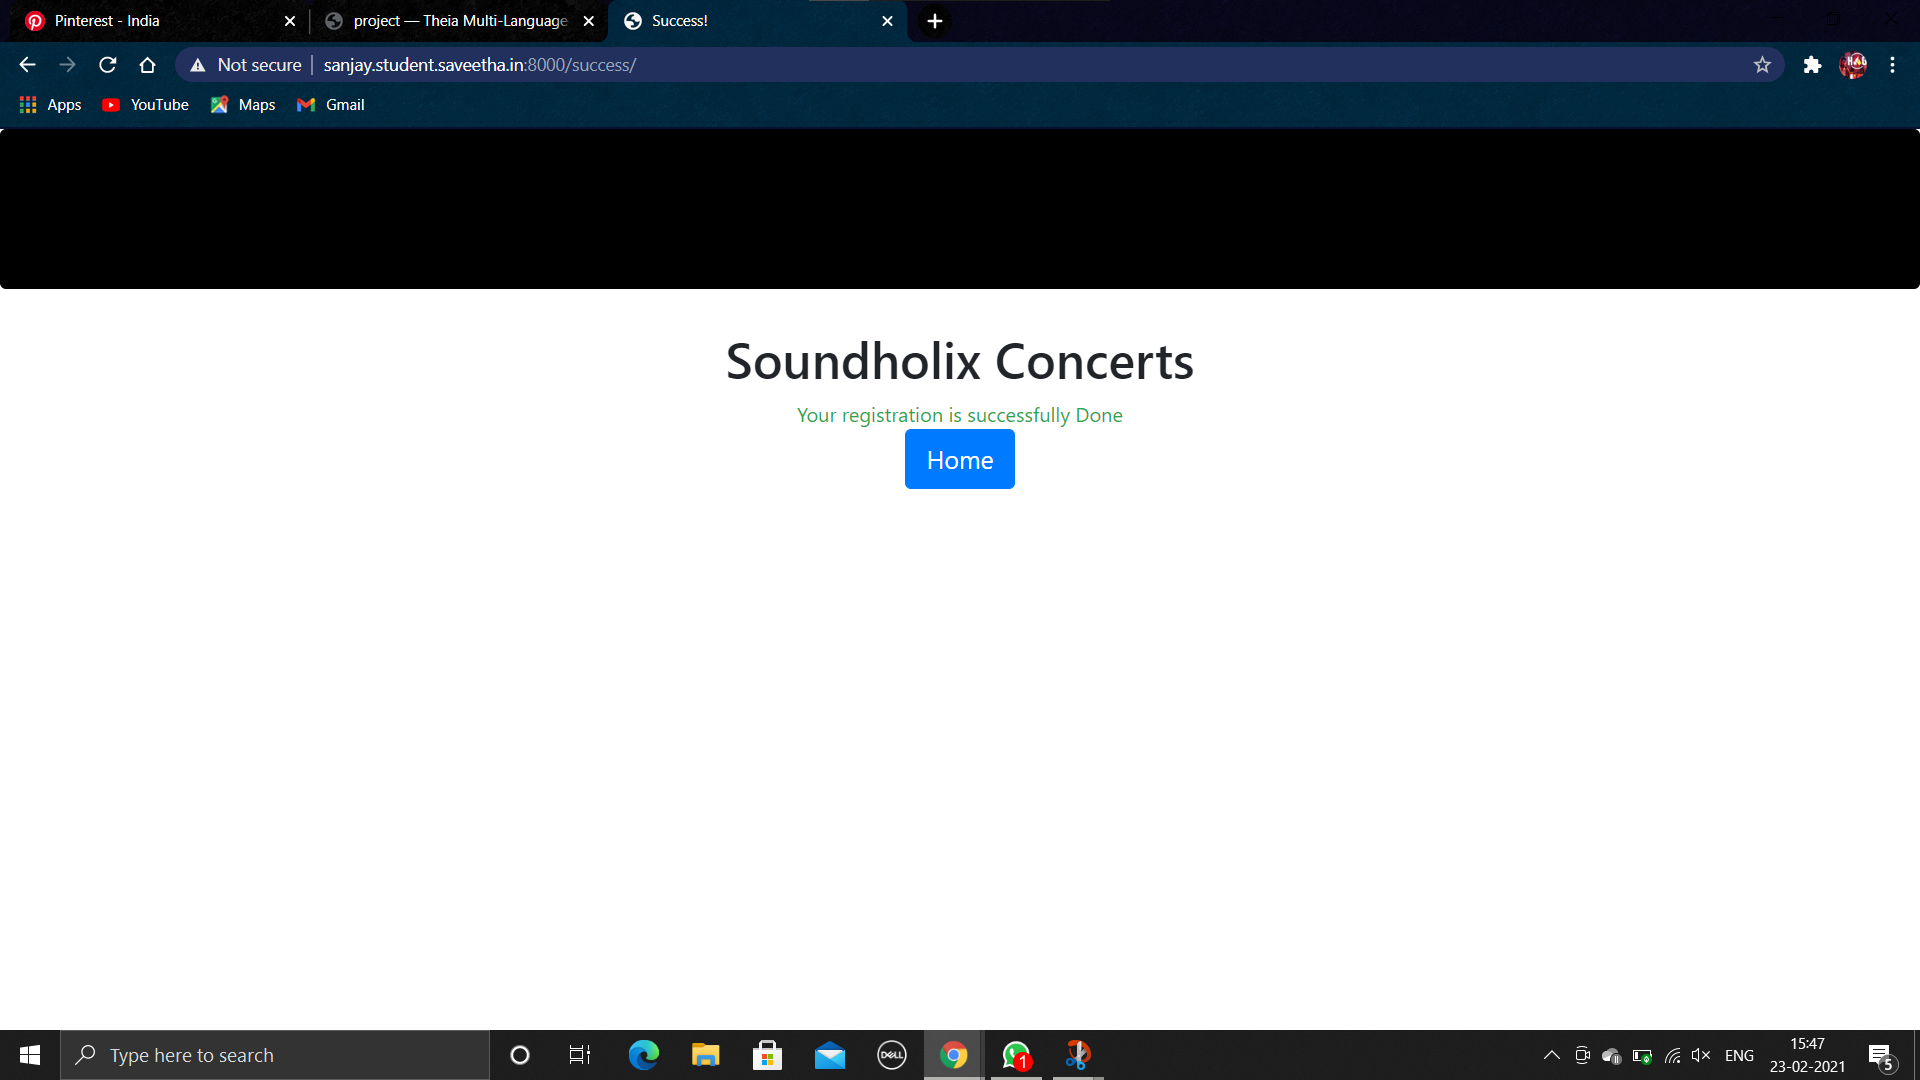 Pinterest - India
project — Theia Multi-Language
Success!
Not secure
sanjay.student.saveetha.in:8000/success/
Apps
YouTube
Maps
Gmail
Soundholix Concerts
Your registration is successfully Done
Home
Type here to search
DELL
1
ENG
15:47
23-02-2021
5